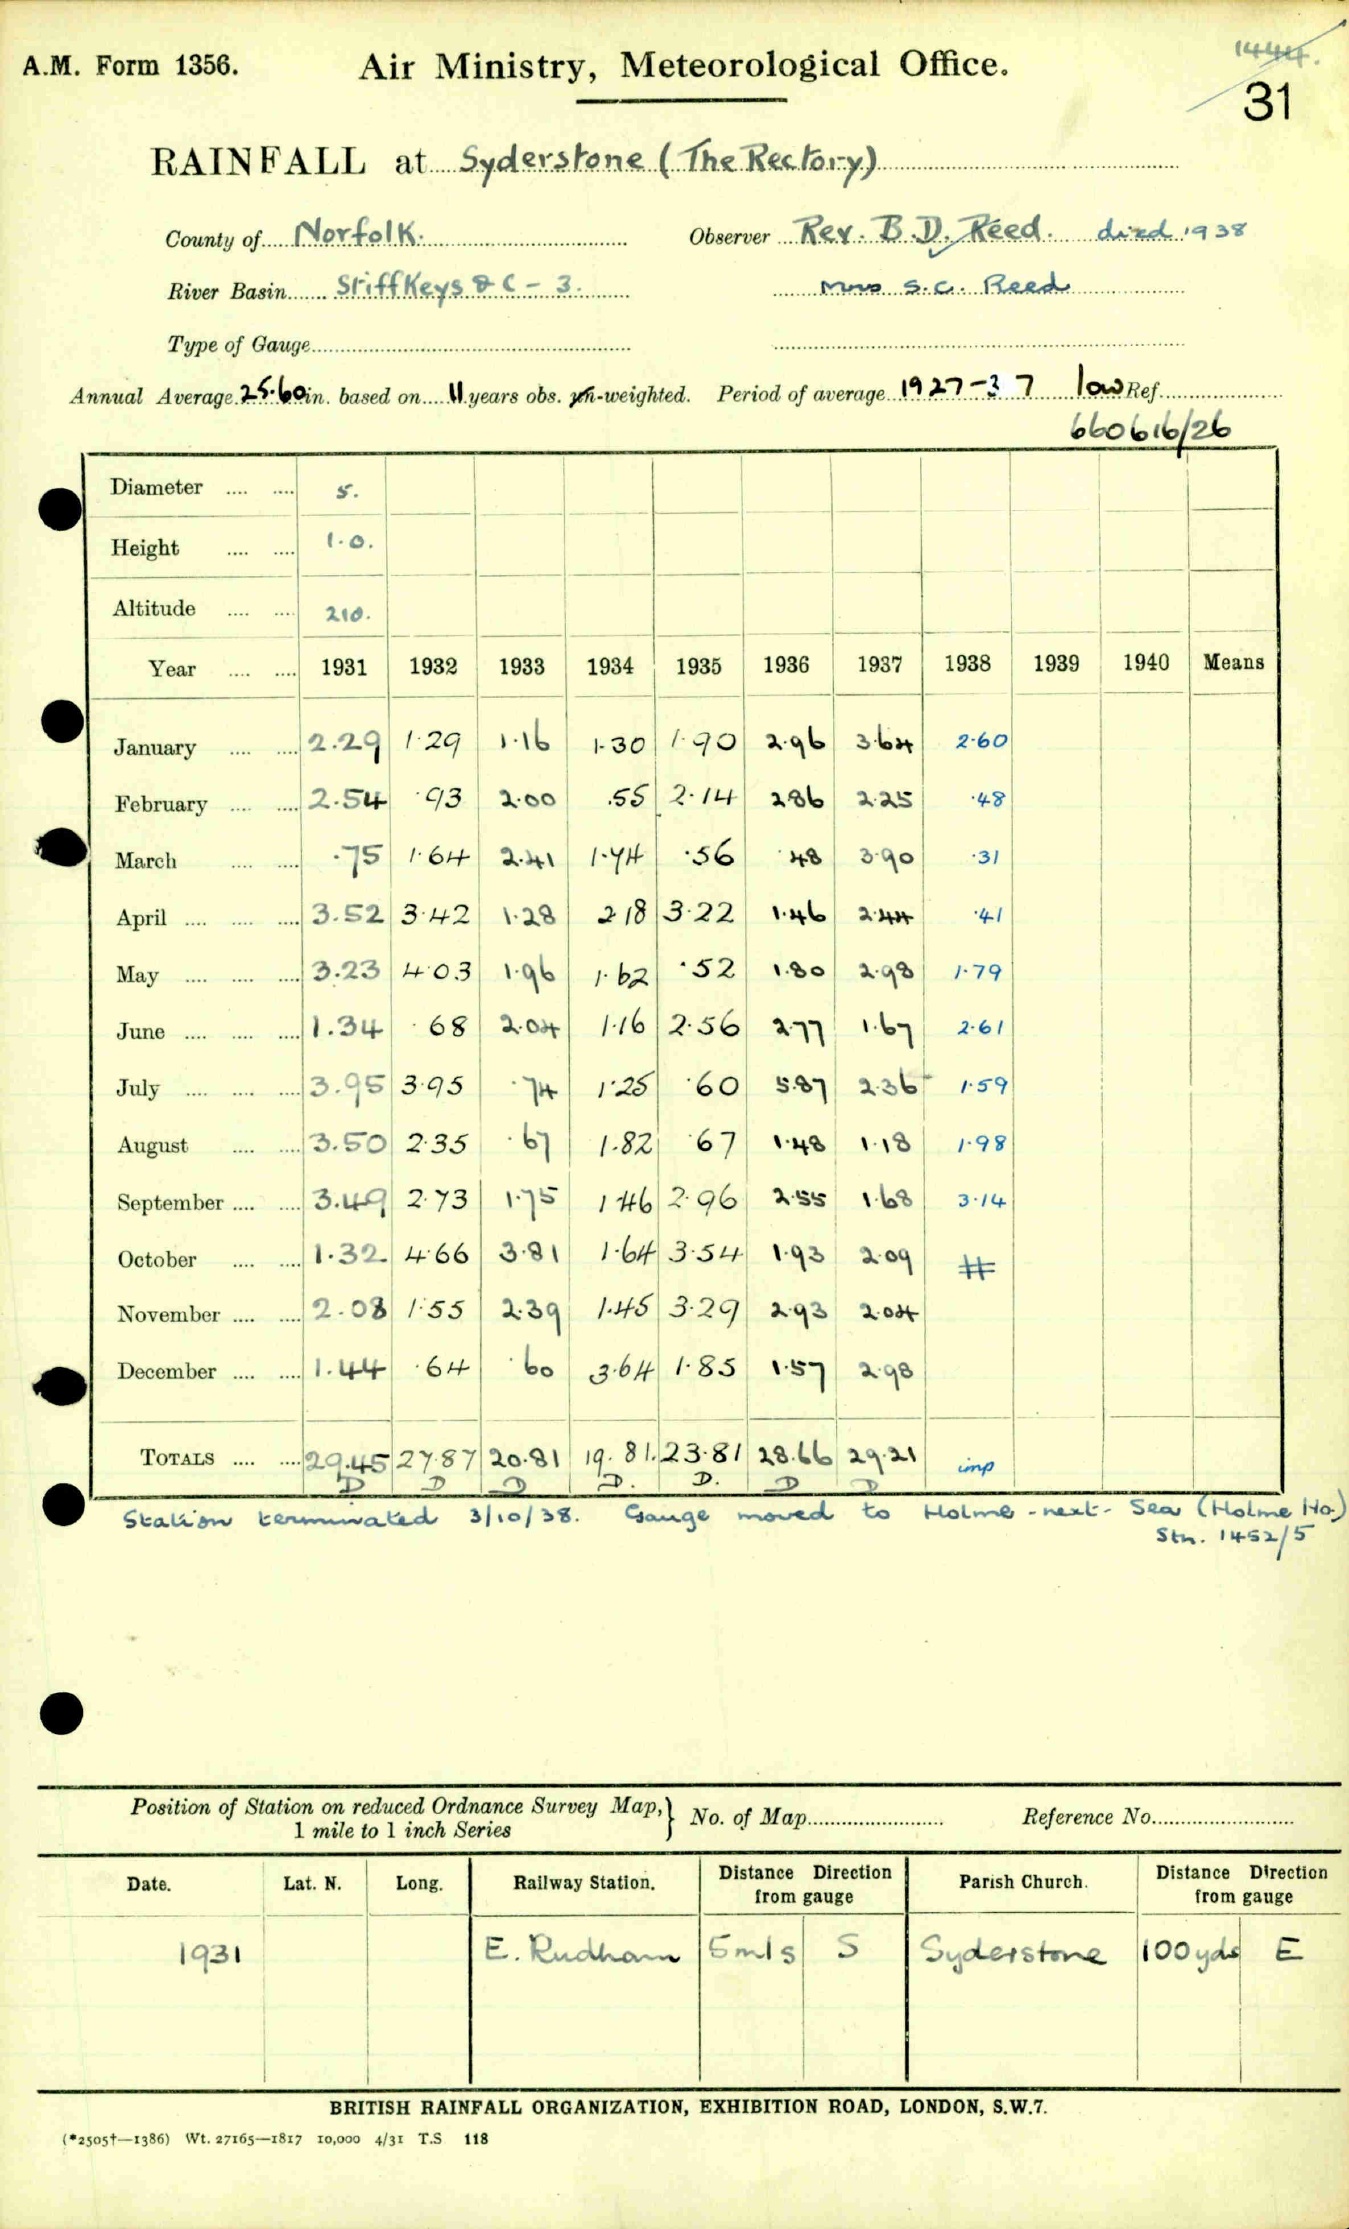 1444.
A.M. Form 1356. Air Ministry, Meteorological Office.
31
RAINFALL at Syderstone (The Rectory)
County of Norfolk. Observer Rev. B. D. Reed. died 1938
River Basin Stiffkeys & C - 3. Mrs S.C. Reed
Type of Gauge
Annual Average 25.60 in. based on 11 years obs. un-weighted. Period of average 1927-37 low Ref.
660616/26
Diameter 5.
Height 1.0.
Altitude 210.
Year 1931 1932 1933 1934 1935 1936 1937 1938 1939 1940 Means
January 2.29 1.29 1.16 1.30 1.90 2.96 3.64 2.60
February 2.54 .93 2.00 .55 2.14 2.86 2.25 .48
March .75 1.64 2.41 1.74 .56 .48 3.90 .31
April 3.52 3.42 1.28 2.18 3.22 1.46 2.44 .41
May 3.23 4.03 1.96 1.62 .52 1.80 2.98 1.79
June 1.34 .68 2.04 1.16 2.56 2.77 1.67 2.61
July 3.95 3.95 .74 1.25 .60 5.87 2.36 1.59
August 3.50 2.35 .67 1.82 .67 1.48 1.18 1.98
September 3.49 2.73 1.75 1.46 2.96 2.55 1.68 3.14
October 1.32 4.66 3.81 1.64 3.54 1.93 2.09 #
November 2.08 1.55 2.39 1.45 3.29 2.93 2.04
December 1.44 .64 .60 3.64 1.85 1.57 2.98
TOTALS 29.45 27.87 20.81 19.81. 23.81 28.66 29.21 imp
D D D D. D. D D
Station terminated 3/10/38. Gauge moved to Holme-next-Sea (Holme Ho.)
Stn. 1452/5
Position of Station on reduced Ordnance Survey Map, } No. of Map Reference No.
1 mile to 1 inch Series
Date. Lat. N. Long. Railway Station. Distance Direction from gauge Parish Church. Distance Direction from gauge
1931 E. Rudham 5 mls S Syderstone 100 yds E
BRITISH RAINFALL ORGANIZATION, EXHIBITION ROAD, LONDON, S.W.7.
(*2505†—1386) Wt. 27165—1817 10,000 4/31 T.S 118